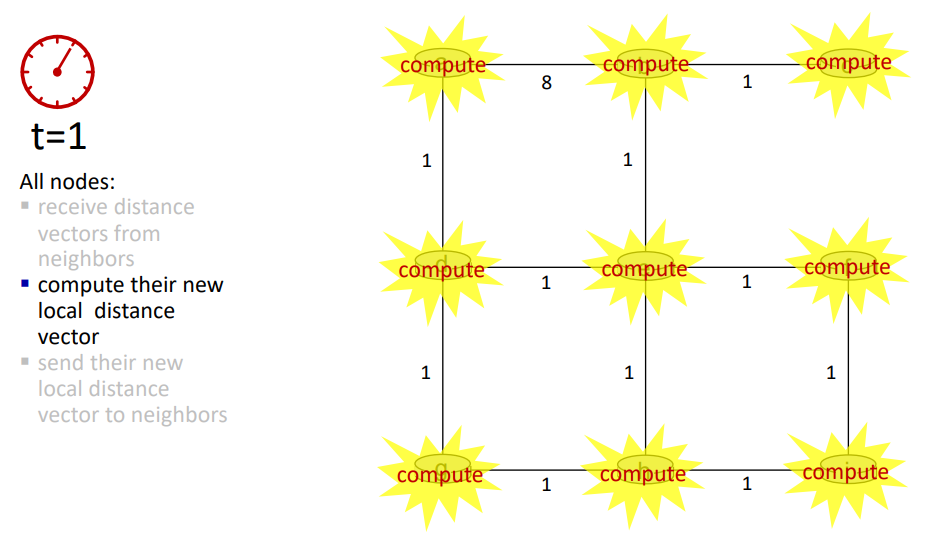 t=1
All nodes:
▪ receive distance
vectors from
neighbors
▪ compute their new
local distance
vector
▪ send their new
local distance
vector to neighbors
compute compute compute
8 1
1 1
compute compute compute
1 1
1 1 1
compute compute compute
1 1